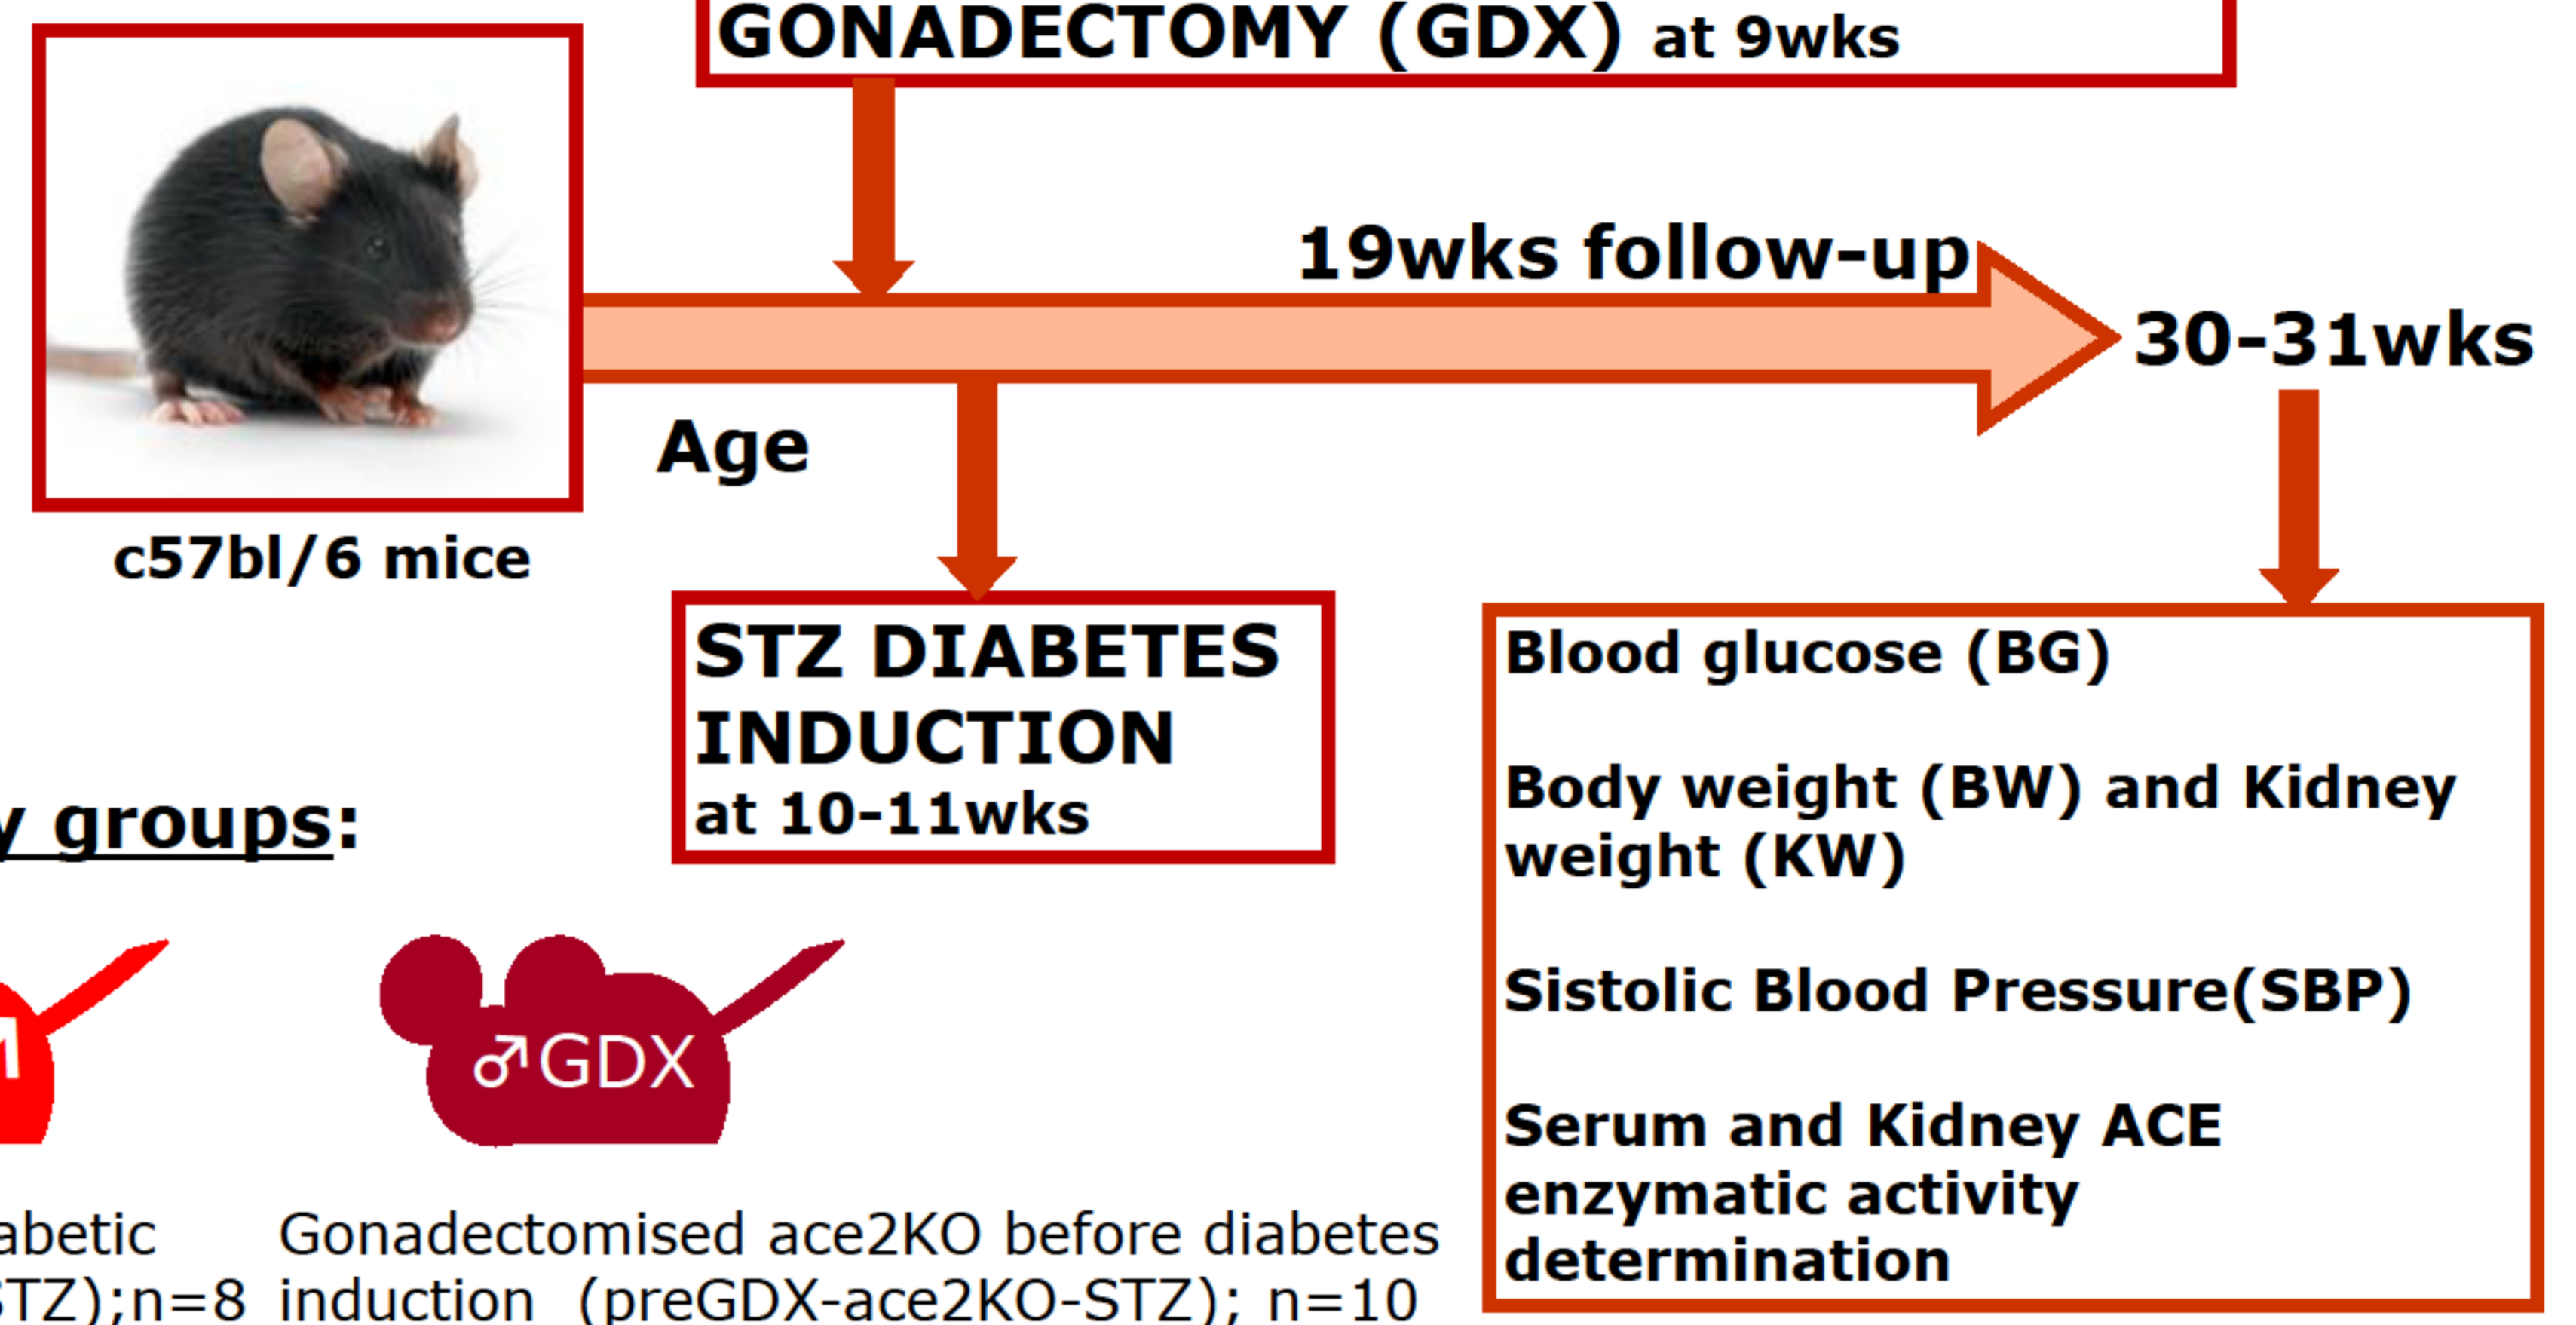 GONADECTOMY (GDX) at 9wks
19wks follow-up
30-31wks
Age
c57bl/6 mice
STZ DIABETES
INDUCTION
at 10-11wks
Blood glucose (BG)
Body weight (BW) and Kidney
weight (KW)
Sistolic Blood Pressure(SBP)
Serum and Kidney ACE
enzymatic activity
determination
groups:
♂GDX
Gonadectomised ace2KO before diabetes
n=8 induction (preGDX-ace2KO-STZ); n=10